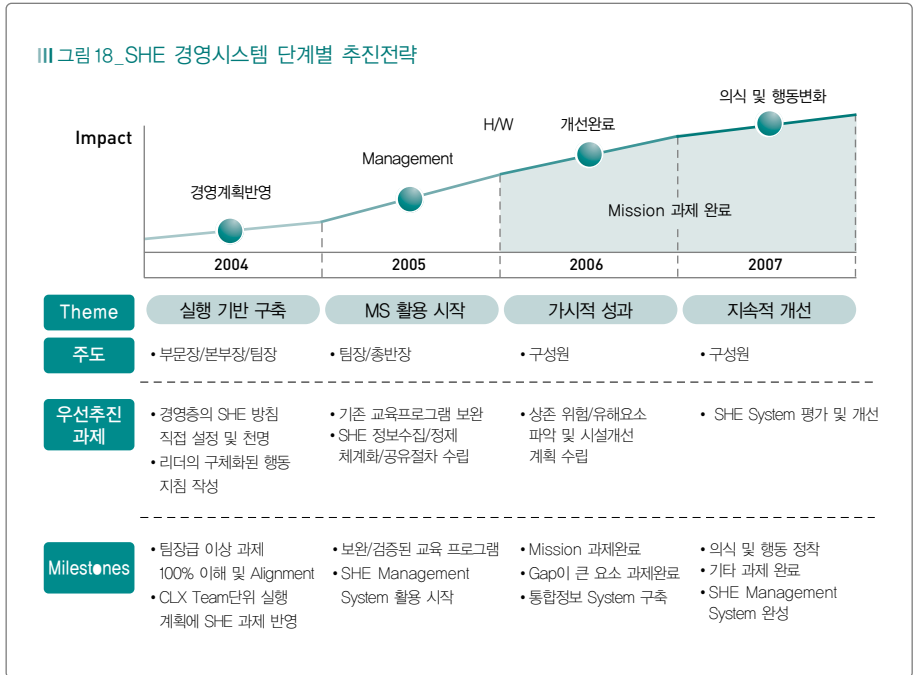 그림 18_SHE 경영시스템 단계별 추진전략
의식 및 행동변화
H/W 개선완료
Impact
Management
경영계획반영
Mission 과제 완료
2004 2005 2006 2007
Theme 실행 기반 구축 MS 활용 시작 가시적 성과 지속적 개선
주도 • 부문장/본부장/팀장 • 팀장/총반장 • 구성원 • 구성원
우선추진
과제
• 경영층의 SHE 방침
직접 설정 및 천명
• 리더의 구체화된 행동
지침 작성
• 기존 교육프로그램 보완
• SHE 정보수집/정제
체계화/공유절차 수립
• 상존 위험/유해요소
파악 및 시설개선
계획 수립
• SHE System 평가 및 개선
Milestones
• 팀장급 이상 과제
100% 이해 및 Alignment
• CLX Team단위 실행
계획에 SHE 과제 반영
• 보완/검증된 교육 프로그램
• SHE Management
System 활용 시작
• Mission 과제완료
• Gap이 큰 요소 과제완료
• 통합정보 System 구축
• 의식 및 행동 정착
• 기타 과제 완료
• SHE Management
System 완성